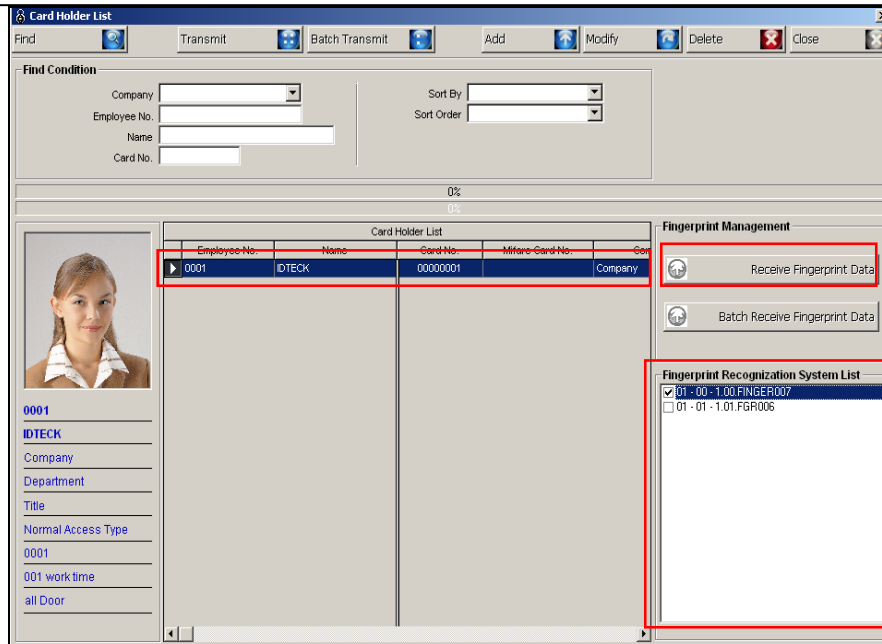 Card Holder List
Find Transmit Batch Transmit Add Modify Delete Close
Find Condition
Company
Employee No.
Name
Card No.
Sort By
Sort Order
0%
0%
Card Holder List
Employee No. Name Card No. Mifare Card No. Com
0001 IDTECK 00000001 Company
0001
IDTECK
Company
Department
Title
Normal Access Type
0001
001 work time
all Door
Fingerprint Management
Receive Fingerprint Data
Batch Receive Fingerprint Data
Fingerprint Recognization System List
01 - 00 - 1.00.FINGER007
01 - 01 - 1.01.FGR006